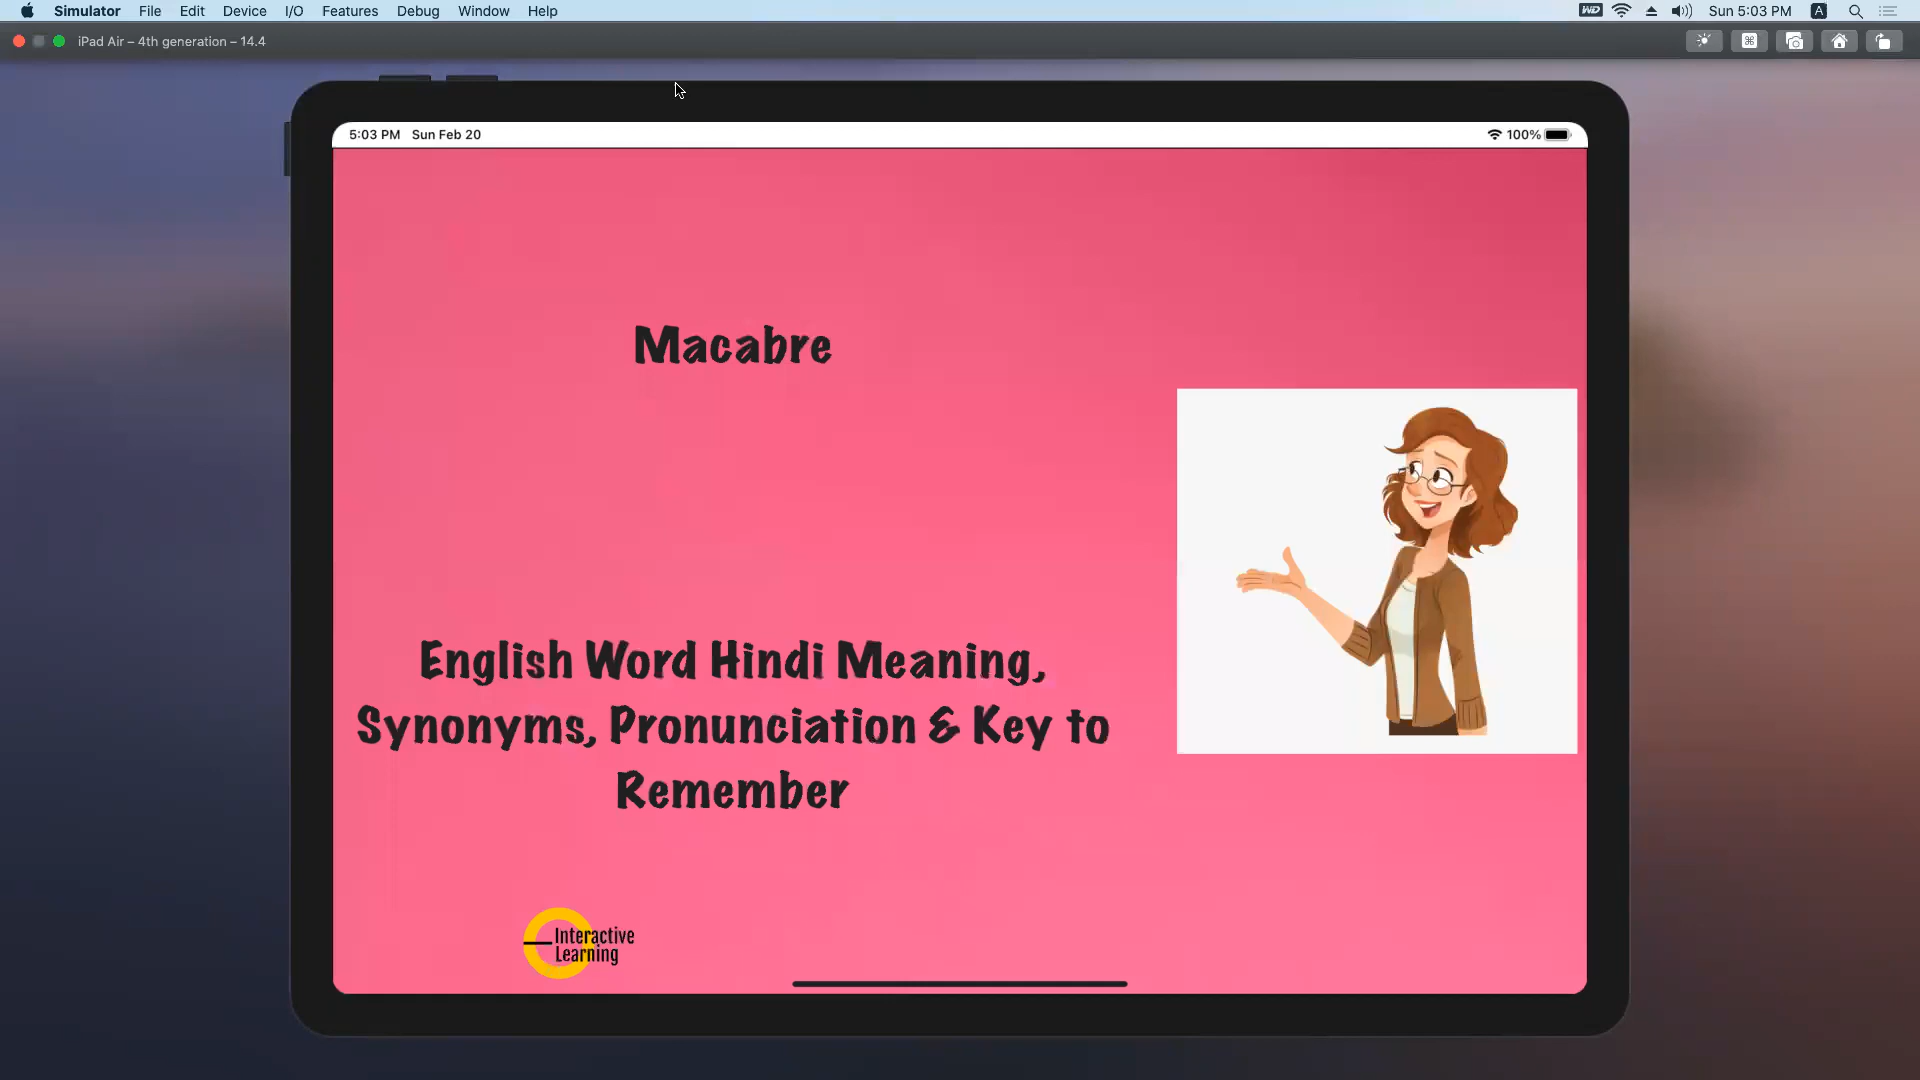 Simulator File Edit Device I/O Features Debug Window Help
WD Sun 5:03 PM A
iPad Air – 4th generation – 14.4
5:03 PM Sun Feb 20
100%
Macabre
English Word Hindi Meaning,
Synonyms, Pronunciation & Key to
Remember
Interactive
Learning